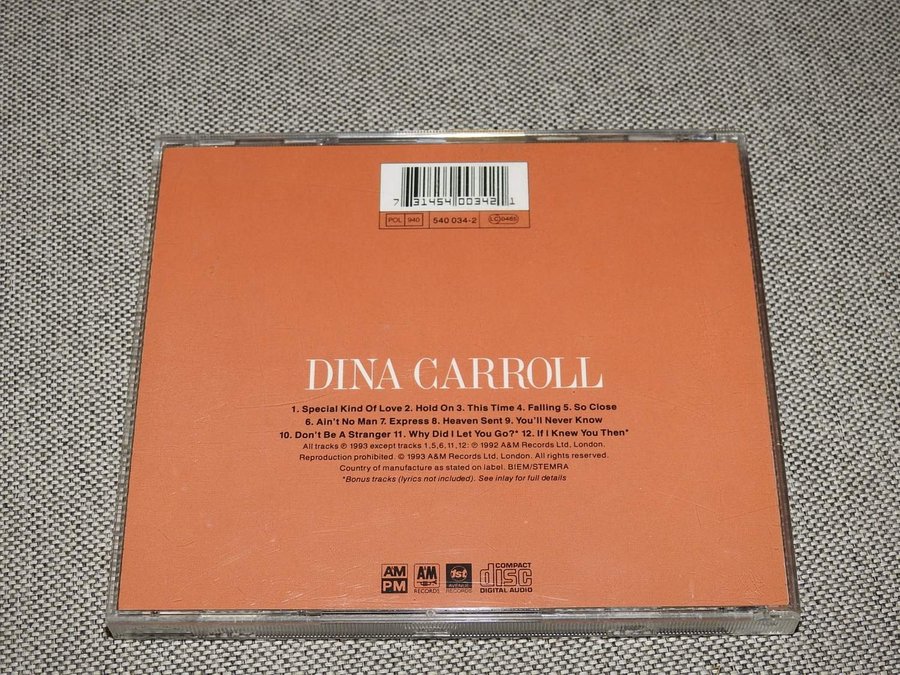 7 31454 00342 1
POL 940 540 034-2 LC 0485
DINA CARROLL
1. Special Kind Of Love 2. Hold On 3. This Time 4. Falling 5. So Close
6. Ain't No Man 7. Express 8. Heaven Sent 9. You'll Never Know
10. Don't Be A Stranger 11. Why Did I Let You Go?* 12. If I Knew You Then*
All tracks ℗ 1993 except tracks 1,5,6,11,12: ℗ 1992 A&M Records Ltd, London.
Reproduction prohibited. © 1993 A&M Records Ltd, London. All rights reserved.
Country of manufacture as stated on label. BIEM/STEMRA
*Bonus tracks (lyrics not included). See inlay for full details
AM PM
A&M RECORDS
1st AVENUE RECORDS
COMPACT disc DIGITAL AUDIO